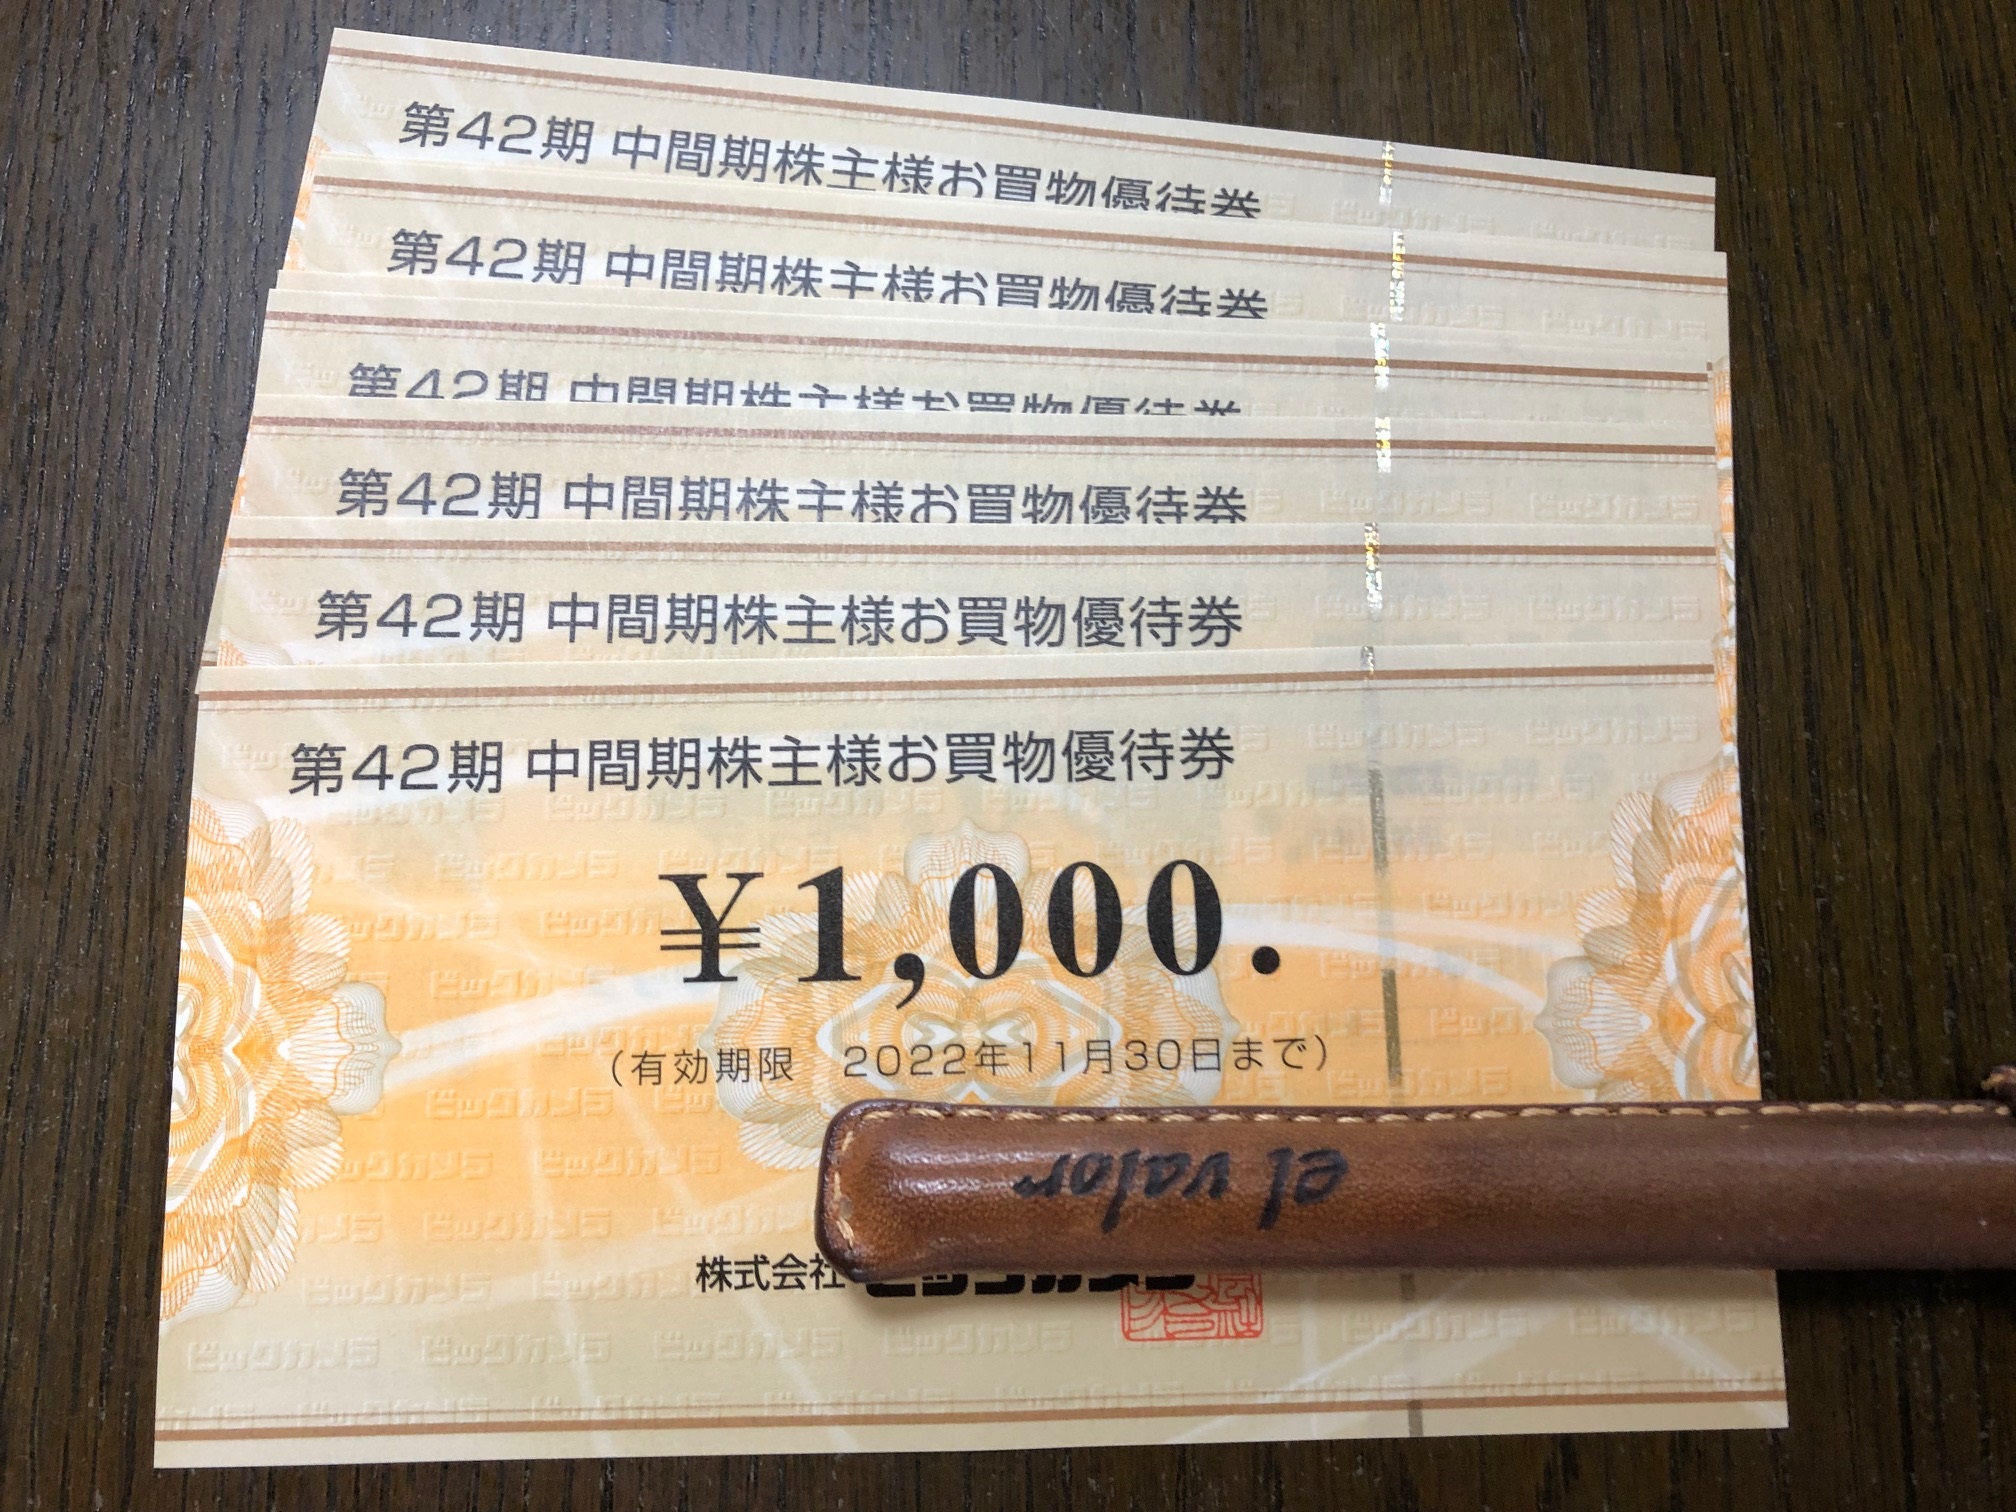 第42期 中間期株主様お買物優待券
第42期 中間期株主様お買物優待券
第42期 中間期株主様お買物優待券
第42期 中間期株主様お買物優待券
第42期 中間期株主様お買物優待券
第42期 中間期株主様お買物優待券
¥1,000.
(有効期限 2022年11月30日まで)
el valor
株式会社ビックカメラ